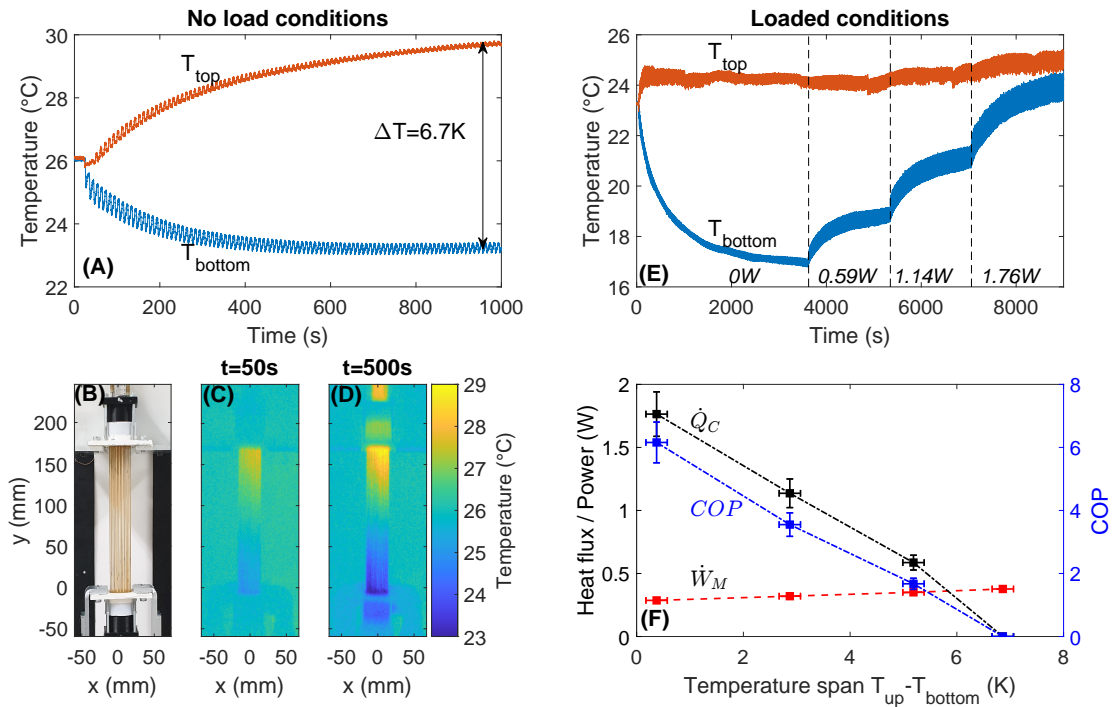 No load conditions
30
28
26
24
22
Temperature (°C)
T_top
T_bottom
ΔT=6.7K
(A)
0
200
400
600
800
1000
Time (s)
Loaded conditions
26
24
22
20
18
16
Temperature (°C)
T_top
T_bottom
(E)
0W
0.59W
1.14W
1.76W
2000
4000
6000
8000
Time (s)
(B)
200
150
100
50
0
-50
y (mm)
-50 0 50
x (mm)
t=50s
(C)
-50 0 50
x (mm)
t=500s
(D)
-50 0 50
x (mm)
29
28
27
26
25
24
23
Temperature (°C)
2
1.5
1
0.5
0
Heat flux / Power (W)
Q̇_C
COP
Ẇ_M
(F)
8
6
4
2
0
COP
0
2
4
6
8
Temperature span T_up-T_bottom (K)